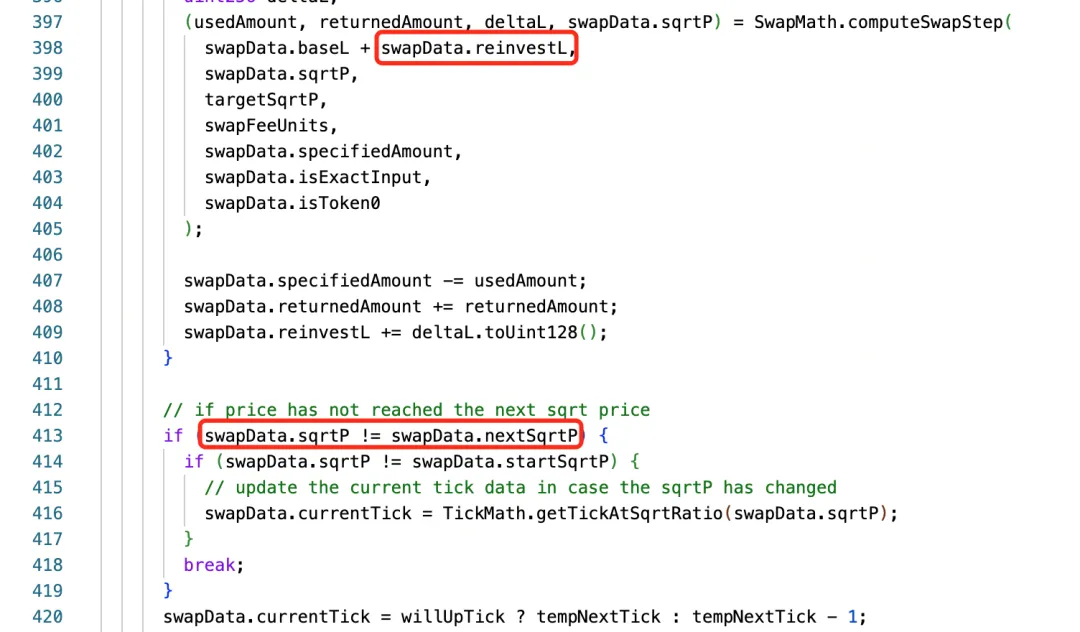 397 (usedAmount, returnedAmount, deltaL, swapData.sqrtP) = SwapMath.computeSwapStep(
398 swapData.baseL + swapData.reinvestL,
399 swapData.sqrtP,
400 targetSqrtP,
401 swapFeeUnits,
402 swapData.specifiedAmount,
403 swapData.isExactInput,
404 swapData.isToken0
405 );
406
407 swapData.specifiedAmount -= usedAmount;
408 swapData.returnedAmount += returnedAmount;
409 swapData.reinvestL += deltaL.toUint128();
410 }
411
412 // if price has not reached the next sqrt price
413 if (swapData.sqrtP != swapData.nextSqrtP) {
414 if (swapData.sqrtP != swapData.startSqrtP) {
415 // update the current tick data in case the sqrtP has changed
416 swapData.currentTick = TickMath.getTickAtSqrtRatio(swapData.sqrtP);
417 }
418 break;
419 }
420 swapData.currentTick = willUpTick ? tempNextTick : tempNextTick - 1;